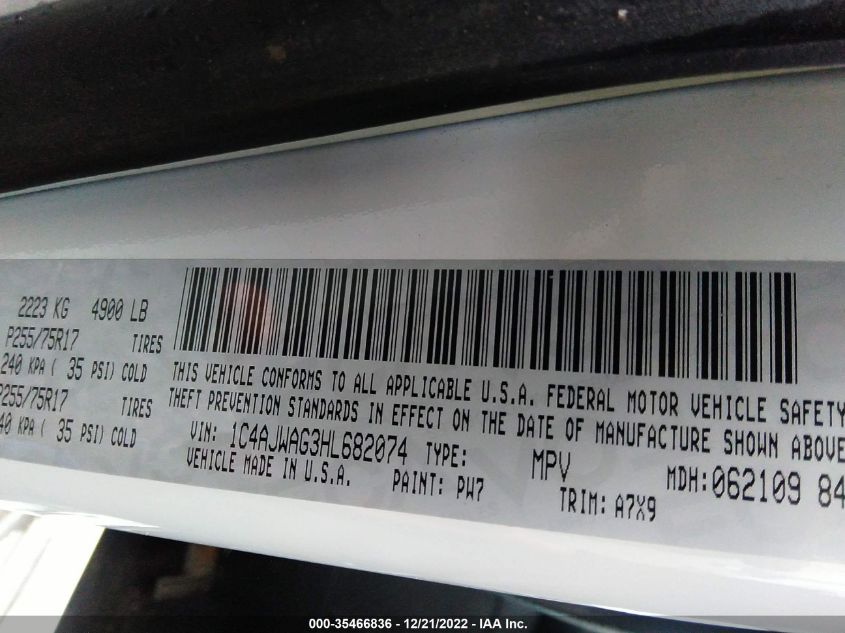 2223 KG 4900 LB
P255/75R17 TIRES
240 KPA ( 35 PSI) COLD
P255/75R17 TIRES
40 KPA ( 35 PSI) COLD
THIS VEHICLE CONFORMS TO ALL APPLICABLE U.S.A. FEDERAL MOTOR VEHICLE SAFETY
THEFT PREVENTION STANDARDS IN EFFECT ON THE DATE OF MANUFACTURE SHOWN ABOVE
VIN: 1C4AJWAG3HL682074 TYPE: MPV MDH:062109 84
VEHICLE MADE IN U.S.A. PAINT: PW7 TRIM: A7X9
000-35466836 - 12/21/2022 - IAA Inc.